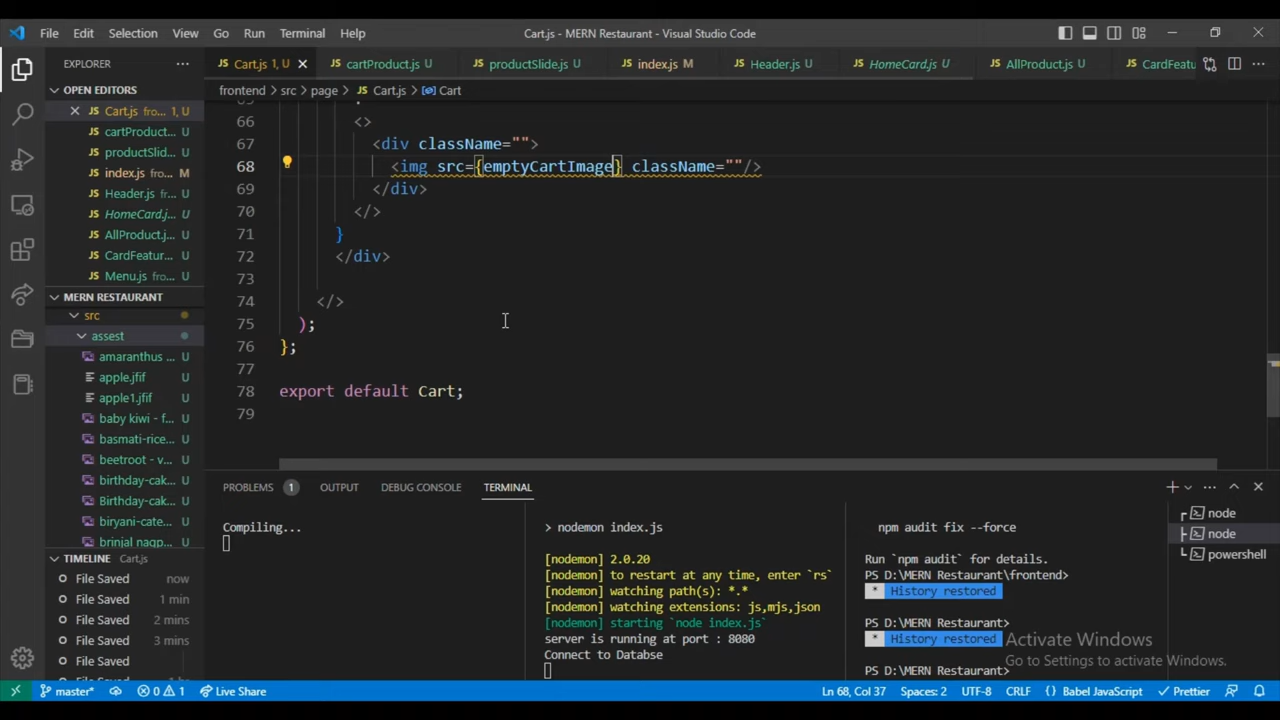 File Edit Selection View Go Run Terminal Help
Cart.js - MERN Restaurant - Visual Studio Code
EXPLORER ...
JS Cart.js 1, U
JS cartProduct.js U
JS productSlide.js U
JS index.js M
JS Header.js U
JS HomeCard.js U
JS AllProduct.js U
JS CardFeatu
OPEN EDITORS
JS Cart.js fro... 1, U
JS cartProduct... U
JS productSlid... U
JS index.js fro... M
JS Header.js fr... U
JS HomeCard.j... U
JS AllProduct.j... U
JS CardFeatur... U
JS Menu.js fro... U
MERN RESTAURANT
src
assest
amaranthus ... U
apple.jfif U
apple1.jfif U
baby kiwi - f... U
basmati-rice... U
beetroot - v... U
birthday-cak... U
Birthday-cak... U
biryani-cate... U
brinjal nagp... U
TIMELINE Cart.js
File Saved now
File Saved 1 min
File Saved 2 mins
File Saved 3 mins
File Saved
frontend > src > page > JS Cart.js > Cart
65 :
66 <>
67 <div className="">
68 <img src={emptyCartImage} className=""/>
69 </div>
70 </>
71 }
72 </div>
73
74 </>
75 );
76 };
77
78 export default Cart;
79
PROBLEMS 1 OUTPUT DEBUG CONSOLE TERMINAL
Compiling...
> nodemon index.js
[nodemon] 2.0.20
[nodemon] to restart at any time, enter `rs`
[nodemon] watching path(s): *.*
[nodemon] watching extensions: js,mjs,json
[nodemon] starting `node index.js`
server is running at port : 8080
Connect to Databse
npm audit fix --force
Run `npm audit` for details.
PS D:\MERN Restaurant\frontend>
* History restored
PS D:\MERN Restaurant>
* History restored
PS D:\MERN Restaurant>
node
node
powershell
Activate Windows
Go to Settings to activate Windows.
master* 0 1 Live Share
Ln 68, Col 37 Spaces: 2 UTF-8 CRLF {} Babel JavaScript Prettier